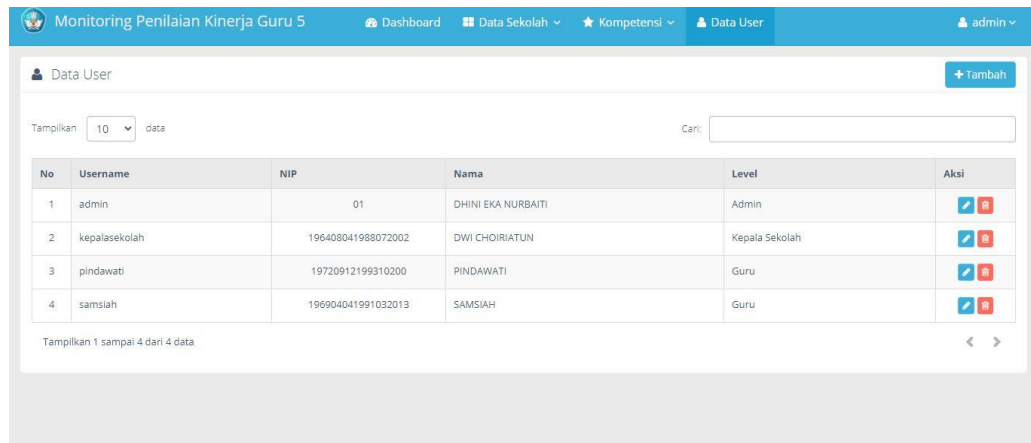 Monitoring Penilaian Kinerja Guru 5 Dashboard Data Sekolah Kompetensi Data User admin
Data User Tambah
Tampilkan 10 data Cari:
No Username NIP Nama Level Aksi
1 admin 01 DHINI EKA NURBAITI Admin
2 kepalasekolah 196408041988072002 DWI CHOIRIATUN Kepala Sekolah
3 pindawati 19720912199310200 PINDAWATI Guru
4 samsiah 196904041991032013 SAMSIAH Guru
Tampilkan 1 sampai 4 dari 4 data